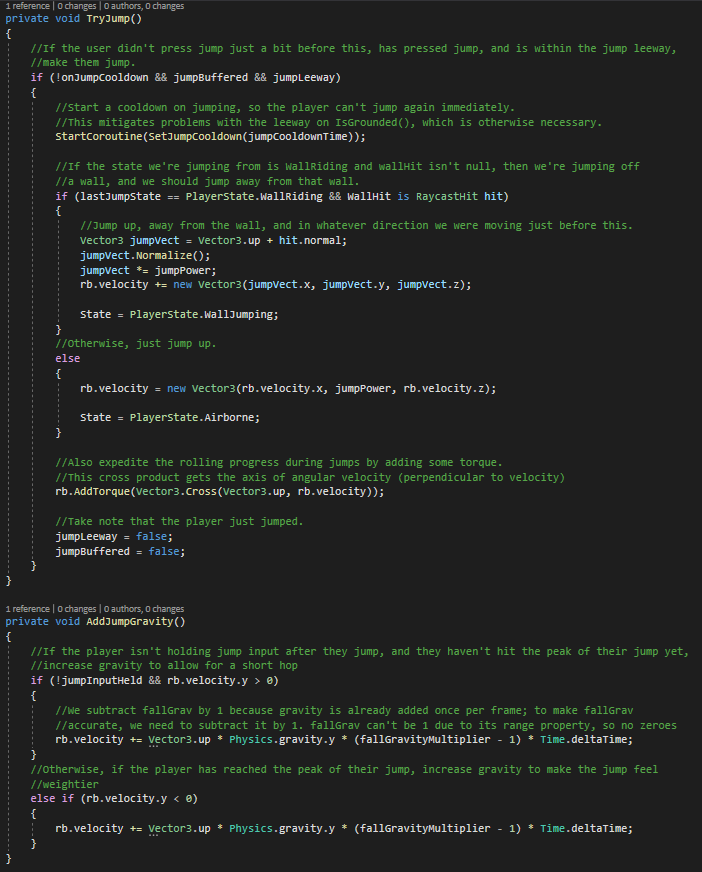 1 reference | 0 changes | 0 authors, 0 changes
private void TryJump()
{
    //If the user didn't press jump just a bit before this, has pressed jump, and is within the jump leeway,
    //make them jump.
    if (!onJumpCooldown && jumpBuffered && jumpLeeway)
    {
        //Start a cooldown on jumping, so the player can't jump again immediately.
        //This mitigates problems with the leeway on IsGrounded(), which is otherwise necessary.
        StartCoroutine(SetJumpCooldown(jumpCooldownTime));

        //If the state we're jumping from is WallRiding and wallHit isn't null, then we're jumping off
        //a wall, and we should jump away from that wall.
        if (lastJumpState == PlayerState.WallRiding && WallHit is RaycastHit hit)
        {
            //Jump up, away from the wall, and in whatever direction we were moving just before this.
            Vector3 jumpVect = Vector3.up + hit.normal;
            jumpVect.Normalize();
            jumpVect *= jumpPower;
            rb.velocity += new Vector3(jumpVect.x, jumpVect.y, jumpVect.z);

            State = PlayerState.WallJumping;
        }
        //Otherwise, just jump up.
        else
        {
            rb.velocity = new Vector3(rb.velocity.x, jumpPower, rb.velocity.z);

            State = PlayerState.Airborne;
        }

        //Also expedite the rolling progress during jumps by adding some torque.
        //This cross product gets the axis of angular velocity (perpendicular to velocity)
        rb.AddTorque(Vector3.Cross(Vector3.up, rb.velocity));

        //Take note that the player just jumped.
        jumpLeeway = false;
        jumpBuffered = false;
    }
}

1 reference | 0 changes | 0 authors, 0 changes
private void AddJumpGravity()
{
    //If the player isn't holding jump input after they jump, and they haven't hit the peak of their jump yet,
    //increase gravity to allow for a short hop
    if (!jumpInputHeld && rb.velocity.y > 0)
    {
        //We subtract fallGrav by 1 because gravity is already added once per frame; to make fallGrav
        //accurate, we need to subtract it by 1. fallGrav can't be 1 due to its range property, so no zeroes
        rb.velocity += Vector3.up * Physics.gravity.y * (fallGravityMultiplier - 1) * Time.deltaTime;
    }
    //Otherwise, if the player has reached the peak of their jump, increase gravity to make the jump feel
    //weightier
    else if (rb.velocity.y < 0)
    {
        rb.velocity += Vector3.up * Physics.gravity.y * (fallGravityMultiplier - 1) * Time.deltaTime;
    }
}